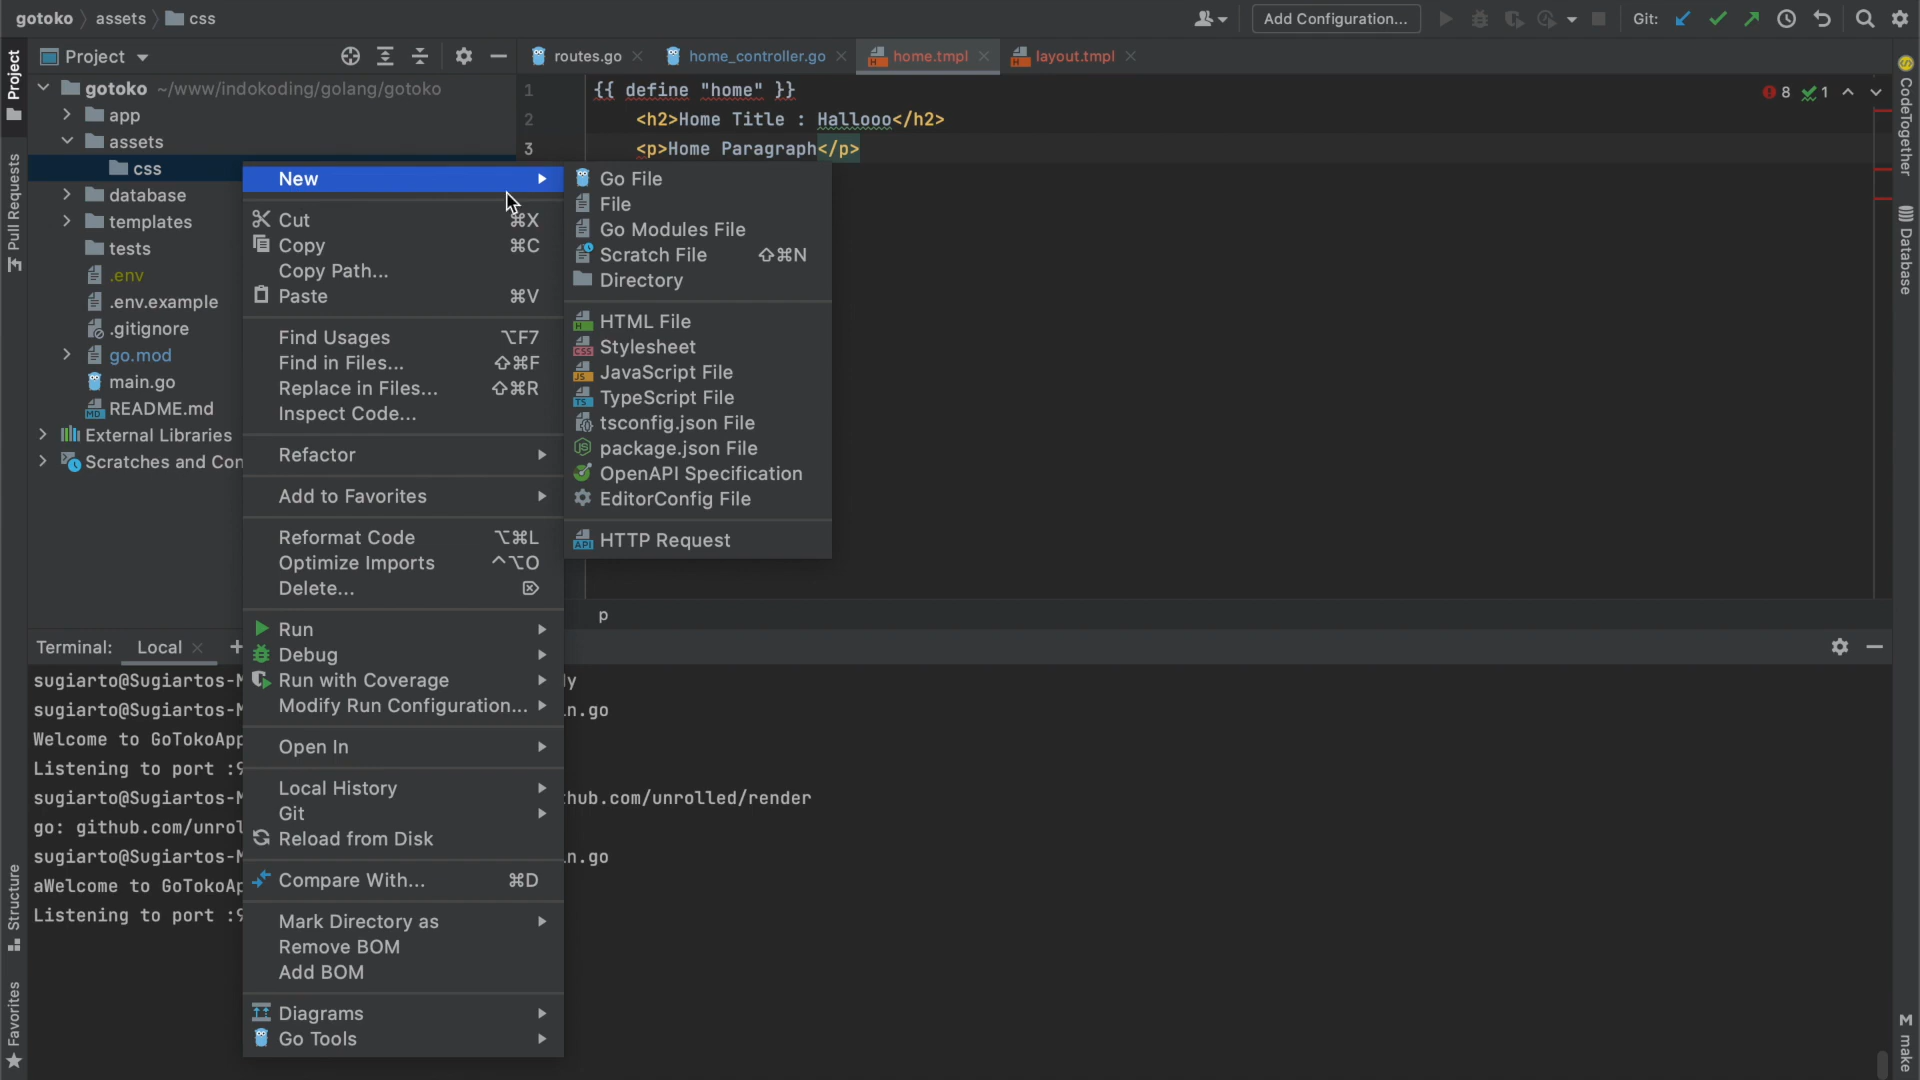 gotoko assets css
Add Configuration...
Git:
Project
routes.go
home_controller.go
home.tmpl
layout.tmpl
gotoko ~/www/indokoding/golang/gotoko
app
assets
css
database
templates
tests
.env
.env.example
.gitignore
go.mod
main.go
README.md
External Libraries
Scratches and Con
1 {{ define "home" }}
2 <h2>Home Title : Hallooo</h2>
3 <p>Home Paragraph</p>
8 1
New
Cut ⌘X
Copy ⌘C
Copy Path...
Paste ⌘V
Find Usages ⌥F7
Find in Files... ⇧⌘F
Replace in Files... ⇧⌘R
Inspect Code...
Refactor
Add to Favorites
Reformat Code ⌥⌘L
Optimize Imports ^⌥O
Delete... ⌦
Run
Debug
Run with Coverage
Modify Run Configuration...
Open In
Local History
Git
Reload from Disk
Compare With... ⌘D
Mark Directory as
Remove BOM
Add BOM
Diagrams
Go Tools
Go File
File
Go Modules File
Scratch File ⇧⌘N
Directory
HTML File
Stylesheet
JavaScript File
TypeScript File
tsconfig.json File
package.json File
OpenAPI Specification
EditorConfig File
HTTP Request
p
Terminal: Local +
sugiarto@Sugiartos-M ly
sugiarto@Sugiartos-M n.go
Welcome to GoTokoApp
Listening to port :9
sugiarto@Sugiartos-M hub.com/unrolled/render
go: github.com/unrol
sugiarto@Sugiartos-M n.go
aWelcome to GoTokoAp
Listening to port :9
Project
Pull Requests
Structure
Favorites
CodeTogether
Database
M make